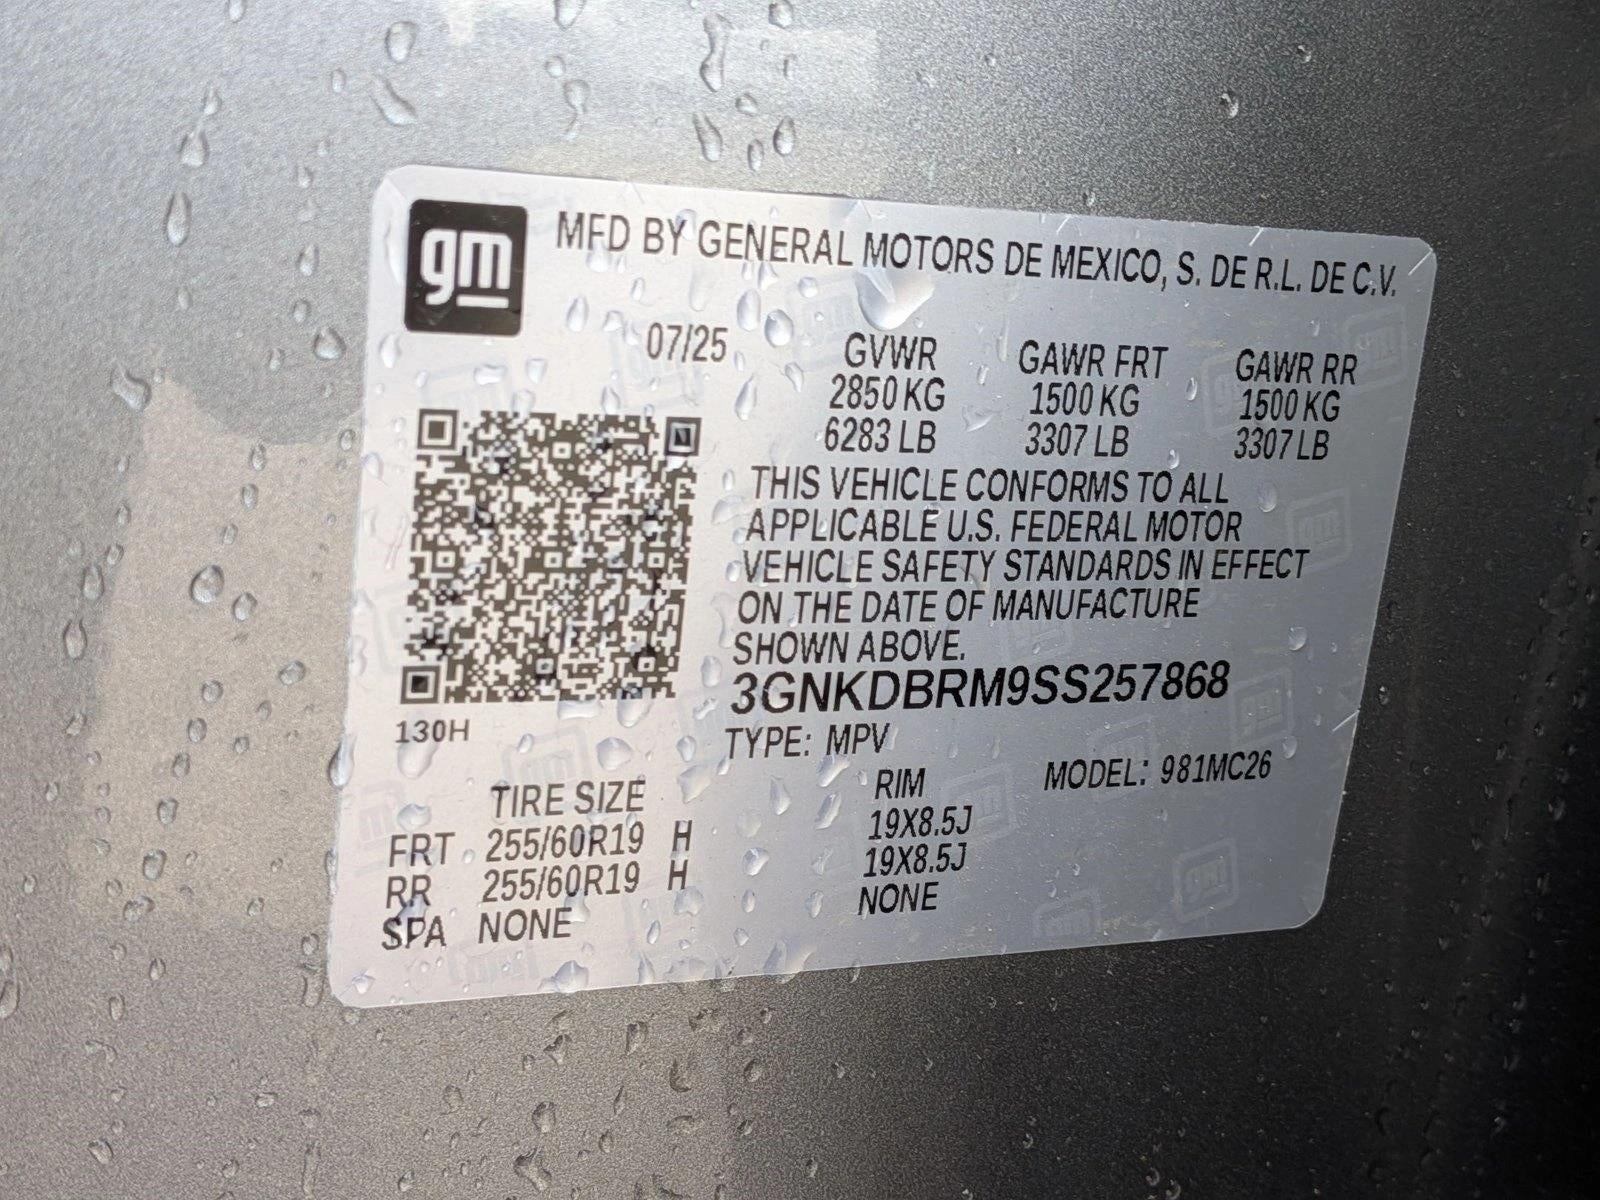 gm MFD BY GENERAL MOTORS DE MEXICO, S. DE R.L. DE C.V.
07/25 GVWR GAWR FRT GAWR RR
2850 KG 1500 KG 1500 KG
6283 LB 3307 LB 3307 LB
THIS VEHICLE CONFORMS TO ALL
APPLICABLE U.S. FEDERAL MOTOR
VEHICLE SAFETY STANDARDS IN EFFECT
ON THE DATE OF MANUFACTURE
SHOWN ABOVE.
3GNKDBRM9SS257868
130H
TYPE: MPV
MODEL: 981MC26
TIRE SIZE RIM
FRT 255/60R19 H 19X8.5J
RR 255/60R19 H 19X8.5J
SPA NONE NONE